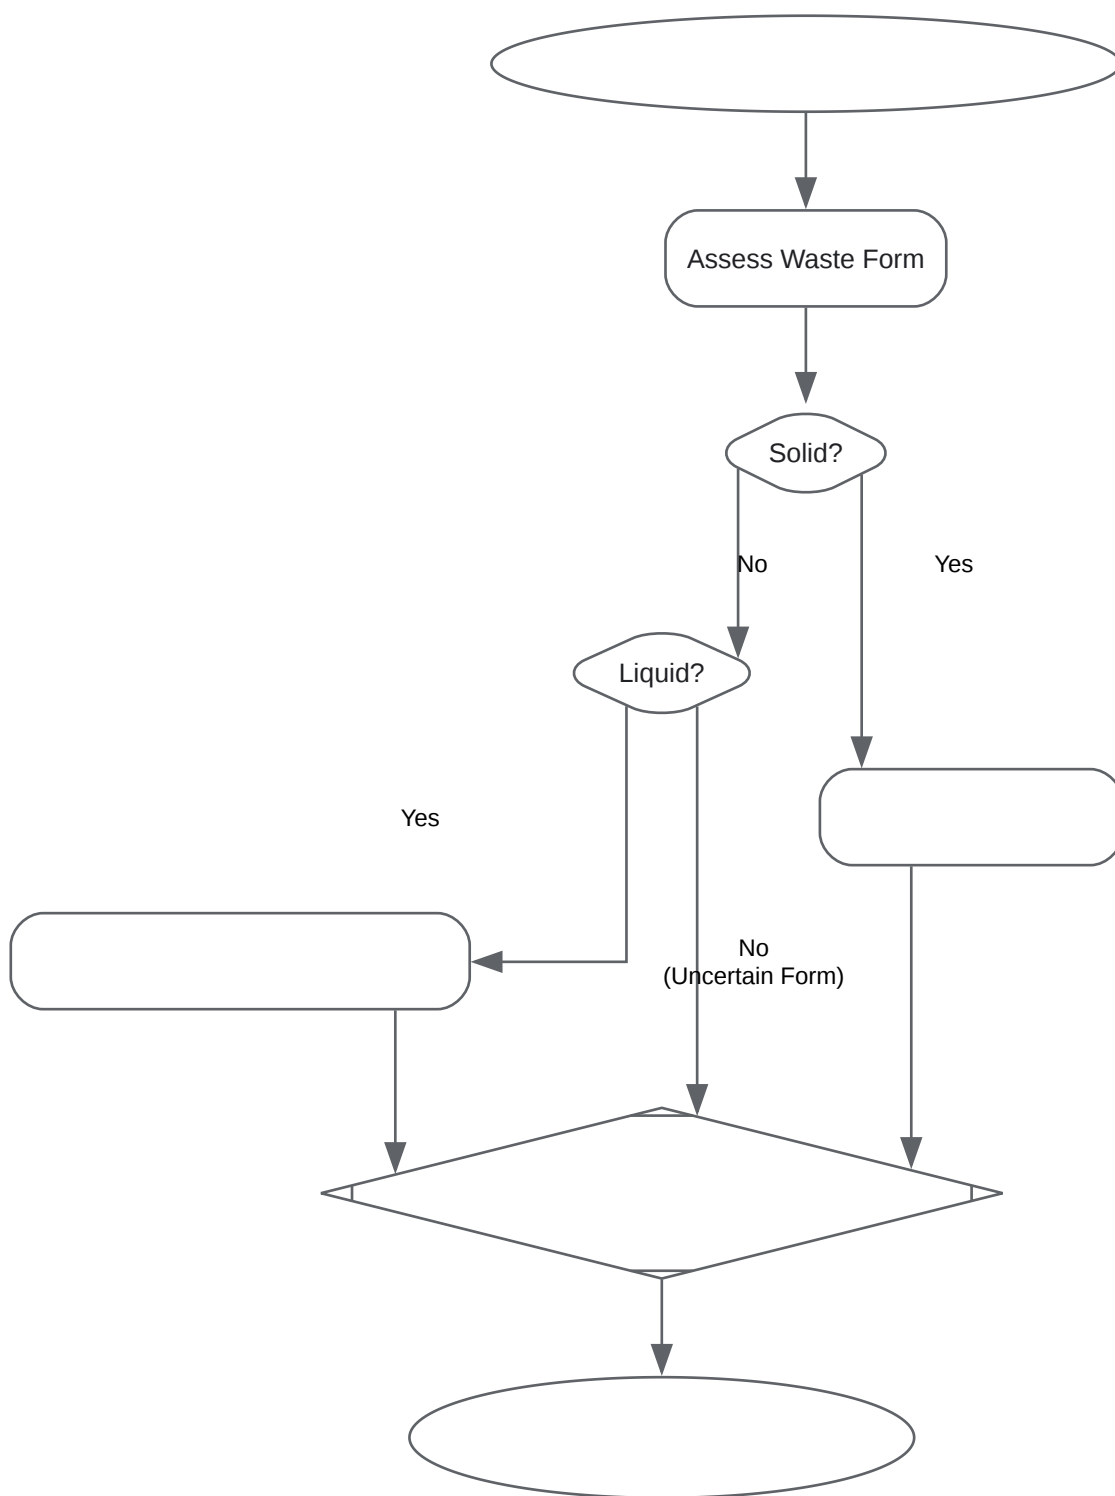 Assess Waste Form
Solid?
No
Yes
Liquid?
Yes
No
(Uncertain Form)